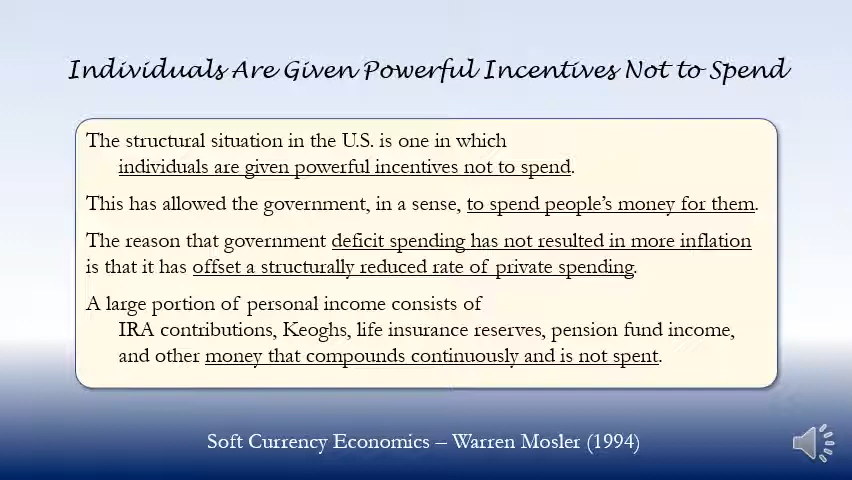 Individuals Are Given Powerful Incentives Not to Spend
The structural situation in the U.S. is one in which
individuals are given powerful incentives not to spend.
This has allowed the government, in a sense, to spend people's money for them.
The reason that government deficit spending has not resulted in more inflation
is that it has offset a structurally reduced rate of private spending.
A large portion of personal income consists of
IRA contributions, Keoghs, life insurance reserves, pension fund income,
and other money that compounds continuously and is not spent.
Soft Currency Economics – Warren Mosler (1994)